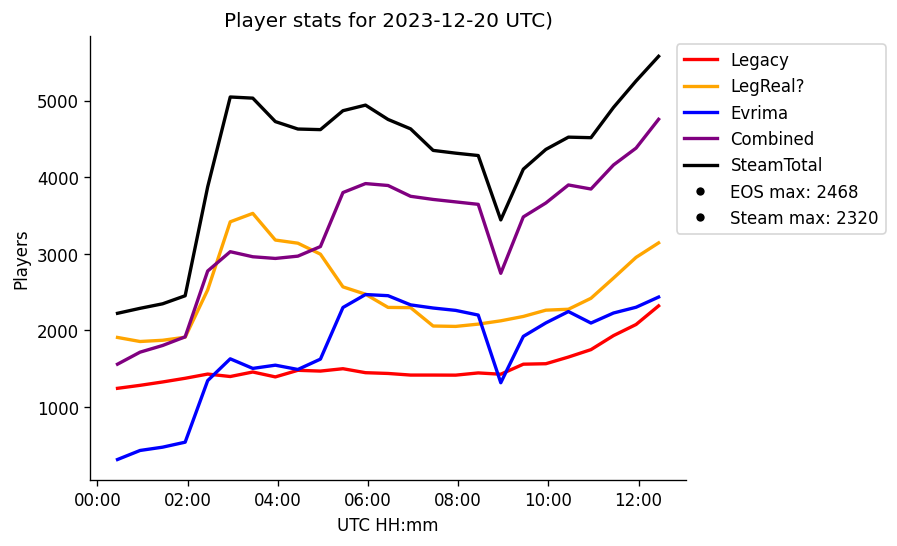 Player stats for 2023-12-20 UTC)
Legacy
LegReal?
Evrima
Combined
SteamTotal
EOS max: 2468
Steam max: 2320
Players
5000
4000
3000
2000
1000
00:00 02:00 04:00 06:00 08:00 10:00 12:00
UTC HH:mm